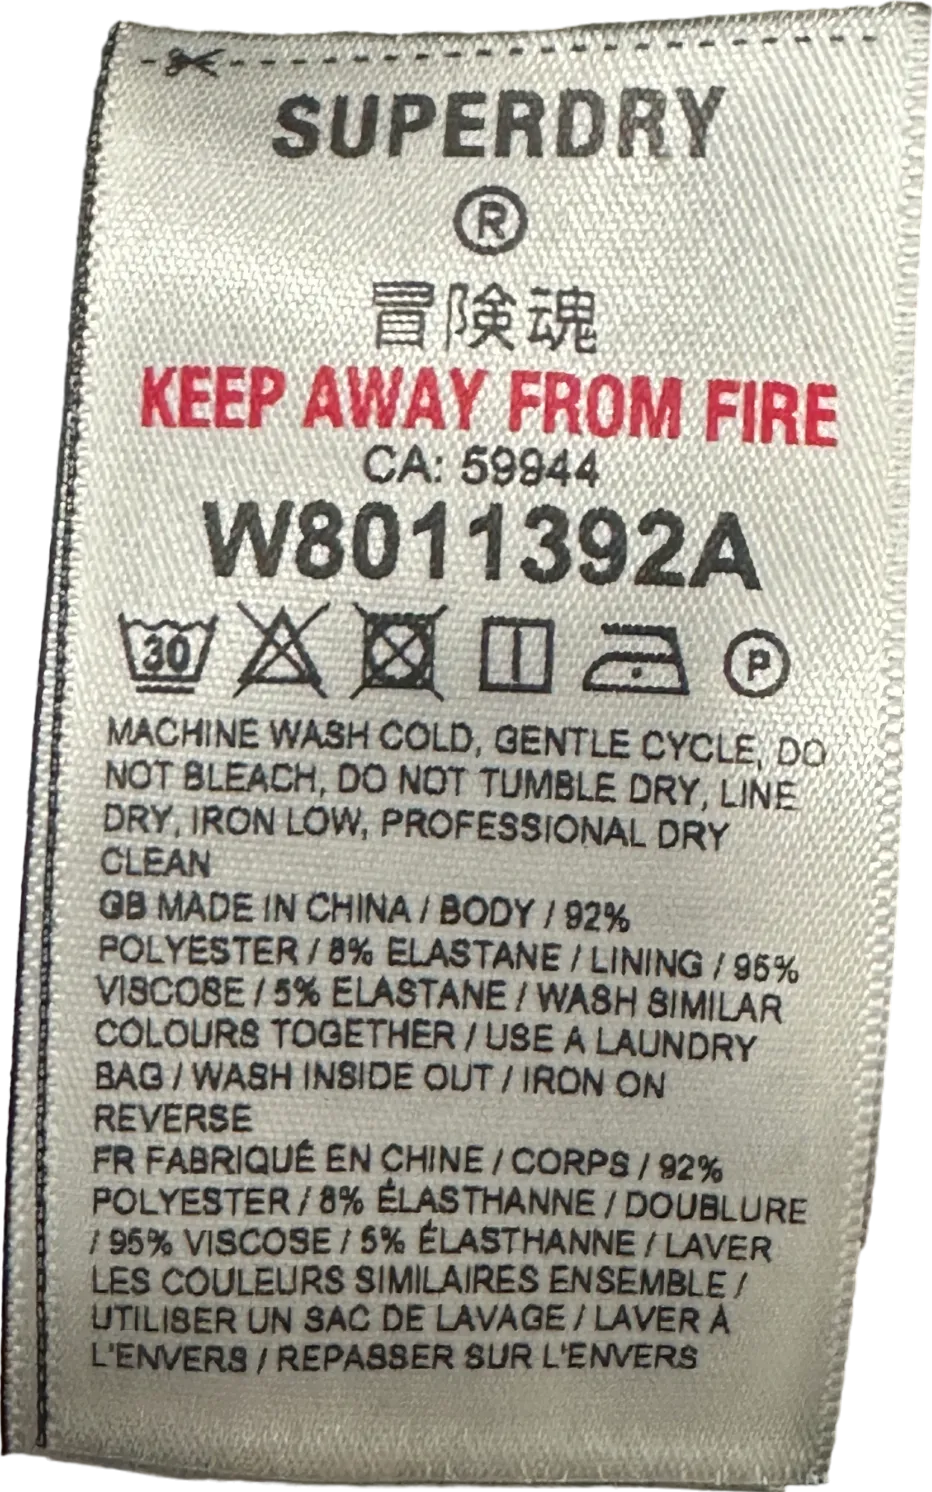 SUPERDRY
®
冒険魂
KEEP AWAY FROM FIRE
CA: 59944
W8011392A
30 P
MACHINE WASH COLD, GENTLE CYCLE, DO
NOT BLEACH, DO NOT TUMBLE DRY, LINE
DRY, IRON LOW, PROFESSIONAL DRY
CLEAN
GB MADE IN CHINA / BODY / 92%
POLYESTER / 8% ELASTANE / LINING / 95%
VISCOSE / 5% ELASTANE / WASH SIMILAR
COLOURS TOGETHER / USE A LAUNDRY
BAG / WASH INSIDE OUT / IRON ON
REVERSE
FR FABRIQUÉ EN CHINE / CORPS / 92%
POLYESTER / 8% ÉLASTHANNE / DOUBLURE
/ 95% VISCOSE / 5% ÉLASTHANNE / LAVER
LES COULEURS SIMILAIRES ENSEMBLE /
UTILISER UN SAC DE LAVAGE / LAVER À
L'ENVERS / REPASSER SUR L'ENVERS